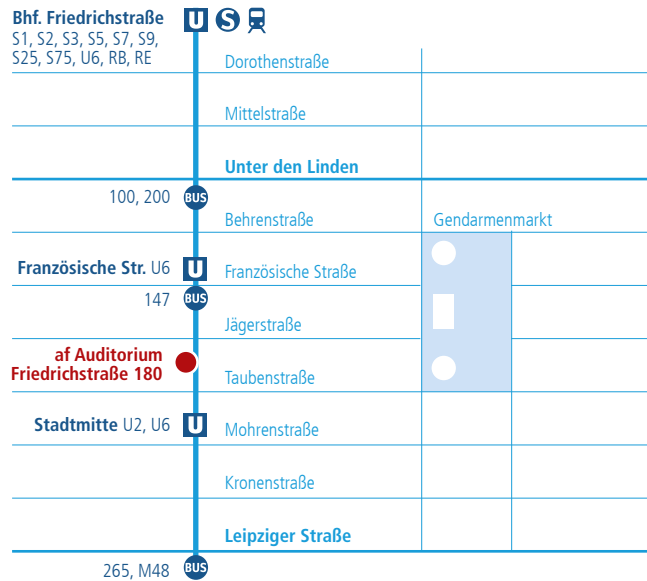 Bhf. Friedrichstraße
U S
S1, S2, S3, S5, S7, S9,
S25, S75, U6, RB, RE
Dorothenstraße
Mittelstraße
Unter den Linden
100, 200 BUS
Behrenstraße
Gendarmenmarkt
Französische Str. U6 U
Französische Straße
147 BUS
Jägerstraße
af Auditorium
Friedrichstraße 180
Taubenstraße
Stadtmitte U2, U6 U
Mohrenstraße
Kronenstraße
Leipziger Straße
265, M48 BUS